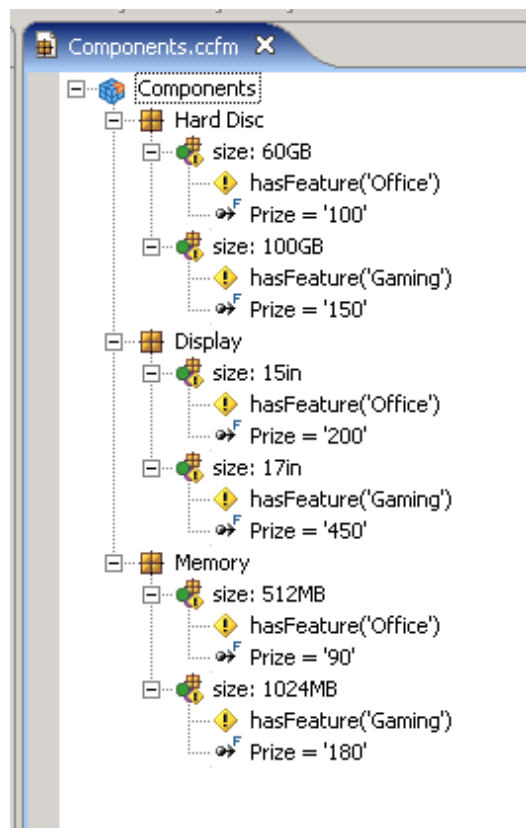 Components.ccfm
Components
Hard Disc
size: 60GB
hasFeature('Office')
F Prize = '100'
size: 100GB
hasFeature('Gaming')
F Prize = '150'
Display
size: 15in
hasFeature('Office')
F Prize = '200'
size: 17in
hasFeature('Gaming')
F Prize = '450'
Memory
size: 512MB
hasFeature('Office')
F Prize = '90'
size: 1024MB
hasFeature('Gaming')
F Prize = '180'